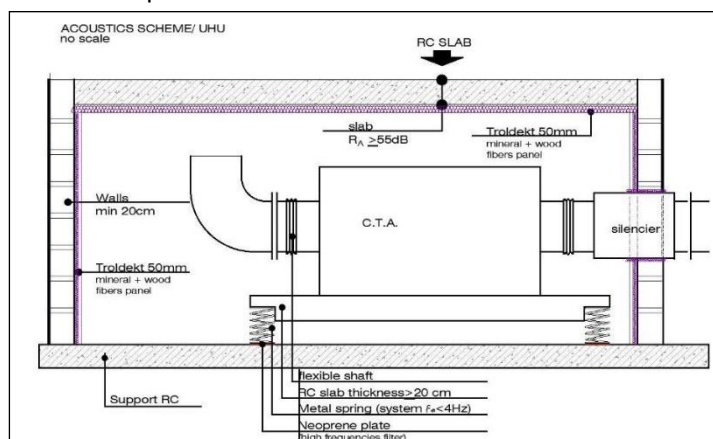 ACOUSTICS SCHEME/ UHU
no scale
RC SLAB
slab
RA ≥55dB
Troldekt 50mm
mineral + wood
fibers panel
Walls
min 20cm
C.T.A.
silencier
Troldekt 50mm
mineral + wood
fibers panel
Support RC
flexible shaft
RC slab thickness≥20 cm
Metal spring (system Fo<4Hz)
Neoprene plate
(high frequencies filter)